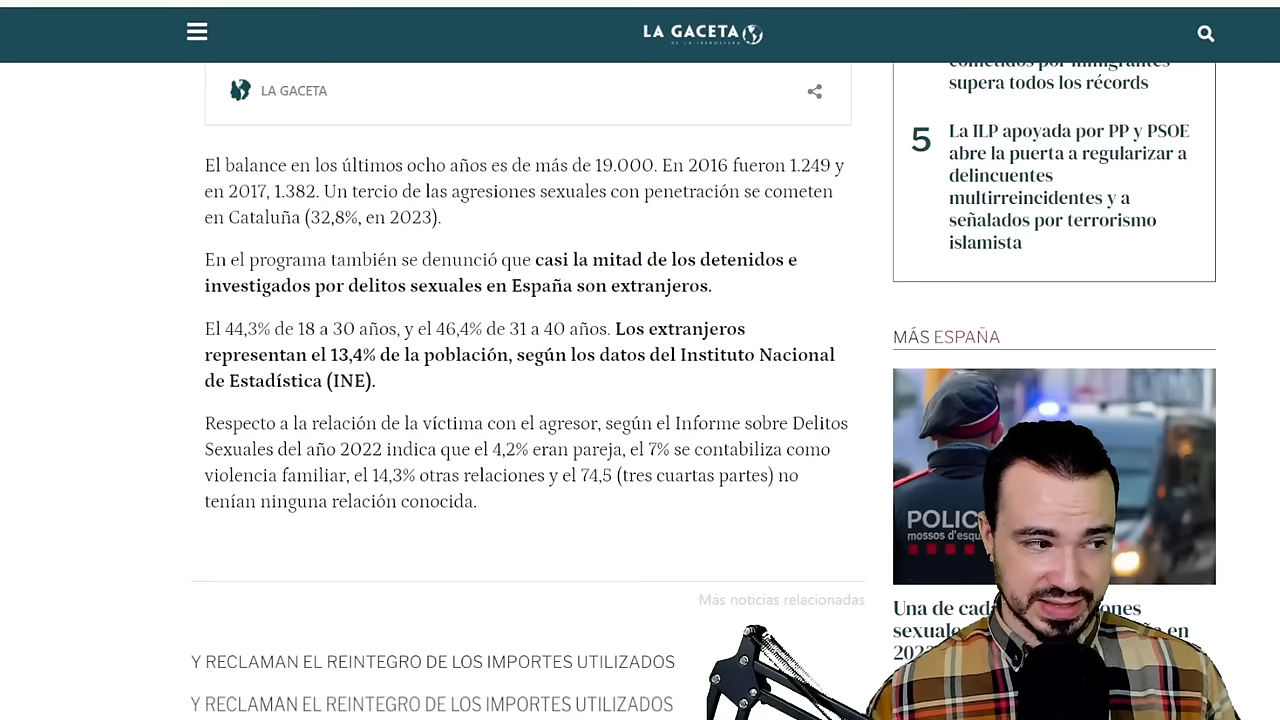 LA GACETA
DE LA IBEROSFERA
LA GACETA
El balance en los últimos ocho años es de más de 19.000. En 2016 fueron 1.249 y
en 2017, 1.382. Un tercio de las agresiones sexuales con penetración se cometen
en Cataluña (32,8%, en 2023).
En el programa también se denunció que casi la mitad de los detenidos e
investigados por delitos sexuales en España son extranjeros.
El 44,3% de 18 a 30 años, y el 46,4% de 31 a 40 años. Los extranjeros
representan el 13,4% de la población, según los datos del Instituto Nacional
de Estadística (INE).
Respecto a la relación de la víctima con el agresor, según el Informe sobre Delitos
Sexuales del año 2022 indica que el 4,2% eran pareja, el 7% se contabiliza como
violencia familiar, el 14,3% otras relaciones y el 74,5 (tres cuartas partes) no
tenían ninguna relación conocida.
Más noticias relacionadas
Y RECLAMAN EL REINTEGRO DE LOS IMPORTES UTILIZADOS
Y RECLAMAN EL REINTEGRO DE LOS IMPORTES UTILIZADOS
cometidos por inmigrantes
supera todos los récords
5
La ILP apoyada por PP y PSOE
abre la puerta a regularizar a
delincuentes
multirreincidentes y a
señalados por terrorismo
islamista
MÁS ESPAÑA
POLIC
mossos d'esqu
Una de cad ones
sexual en
202